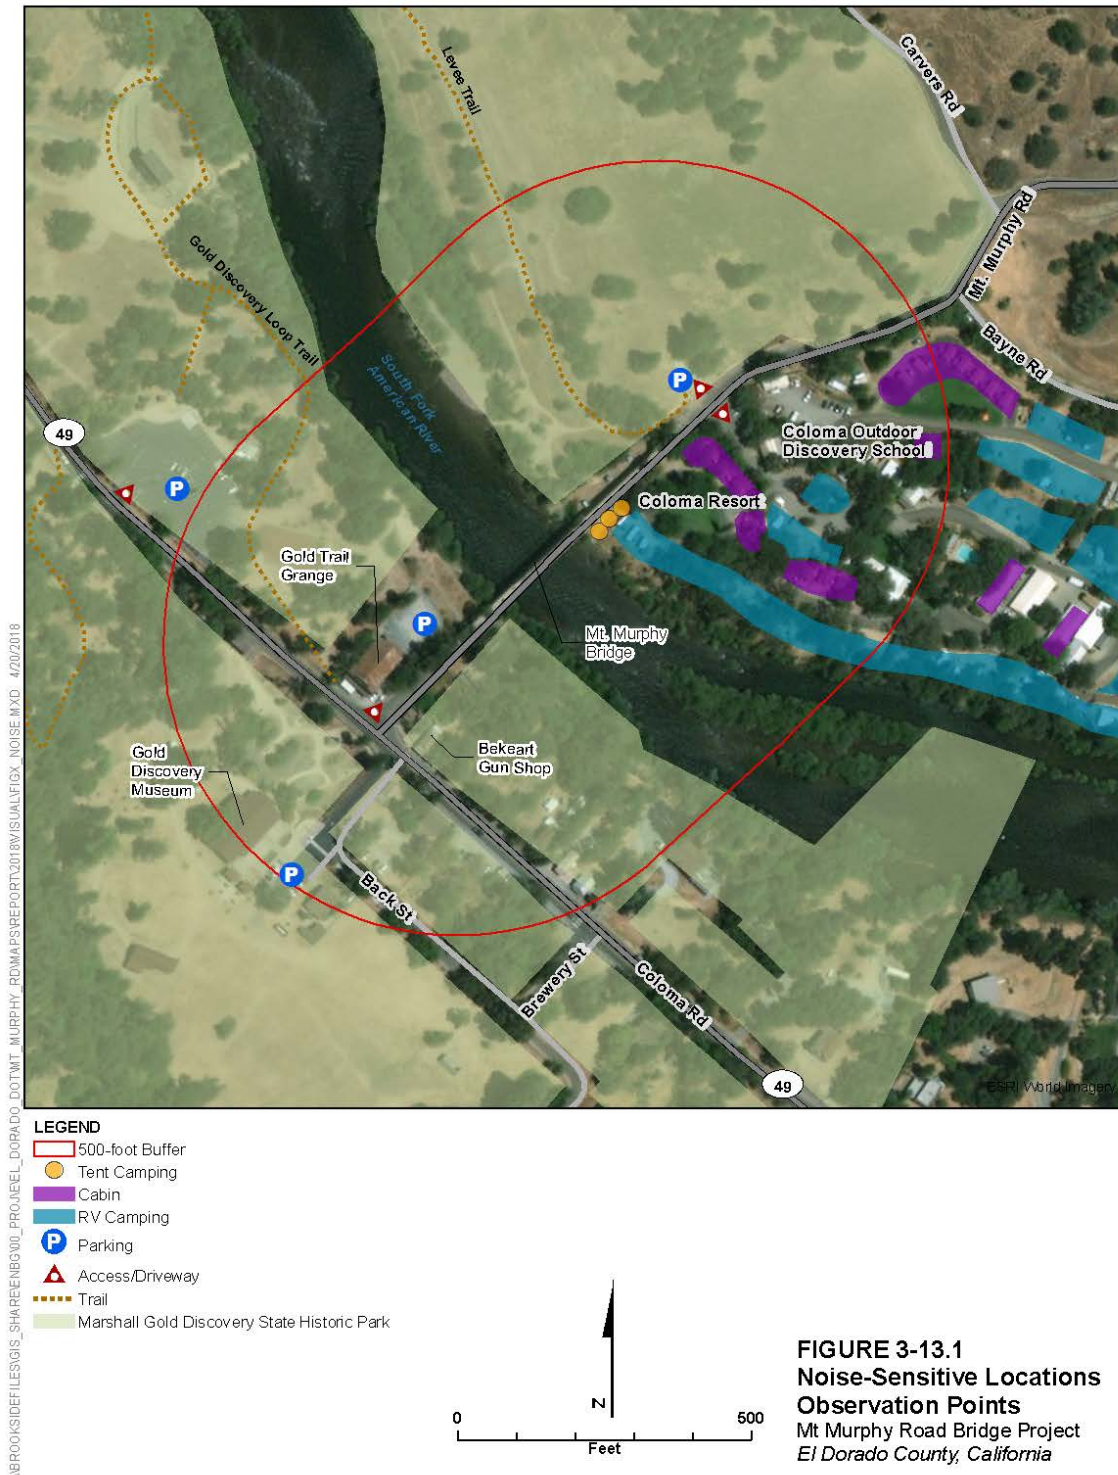 Carvers Rd
Levee Trail
Mt. Murphy Rd
Gold Discovery Loop Trail
Bayne Rd
South Fork
American River
49
P
Coloma Outdoor
Discovery School
P
Coloma Resort
Gold Trail
Grange
P
Mt. Murphy
Bridge
Gold
Discovery
Museum
Bekeart
Gun Shop
P
Back St
Brewery St
Coloma Rd
49
ESRI World Imagery
LEGEND
500-foot Buffer
Tent Camping
Cabin
RV Camping
P Parking
Access/Driveway
Trail
Marshall Gold Discovery State Historic Park
N
0 500
Feet
FIGURE 3-13.1
Noise-Sensitive Locations
Observation Points
Mt Murphy Road Bridge Project
El Dorado County, California